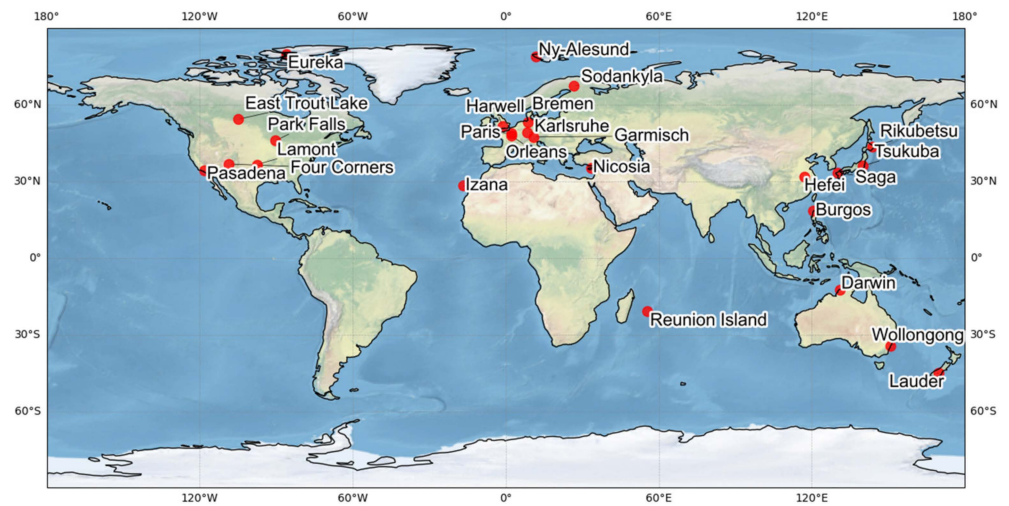 180° 120°W 60°W 0° 60°E 120°E 180°
Ny-Alesund
Eureka
Sodankyla
60°N East Trout Lake Harwell Bremen 60°N
Park Falls Paris Karlsruhe Garmisch Rikubetsu
Lamont Orleans Tsukuba
Pasadena Four Corners Nicosia Saga
30°N Izana Hefei 30°N
Burgos
0° 0°
Darwin
Reunion Island
30°S Wollongong 30°S
Lauder
60°S 60°S
120°W 60°W 0° 60°E 120°E